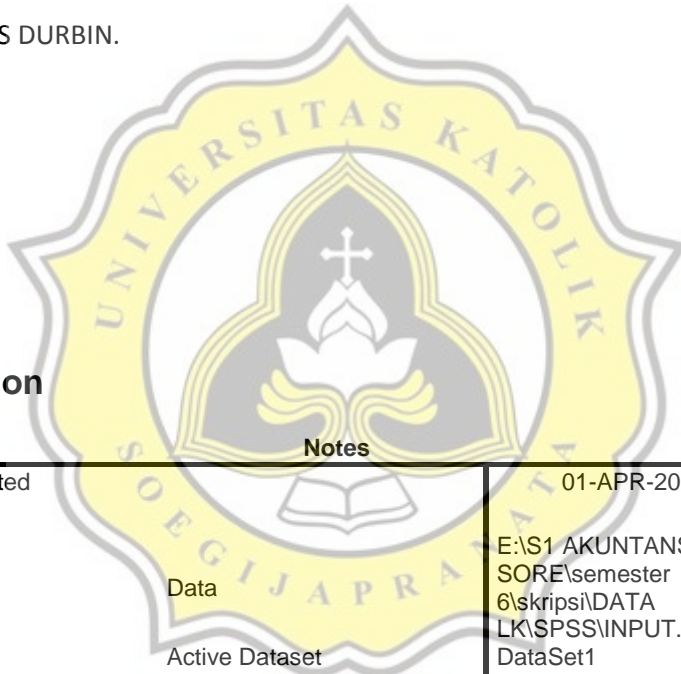 S DURBIN.
UNIVERSITAS KATOLIK
SOEGIJAPRANATA
on
Notes
ted
01-APR-20
Data
E:\S1 AKUNTANS
SORE\semester
6\skripsi\DATA
LK\SPSS\INPUT.
Active Dataset
DataSet1